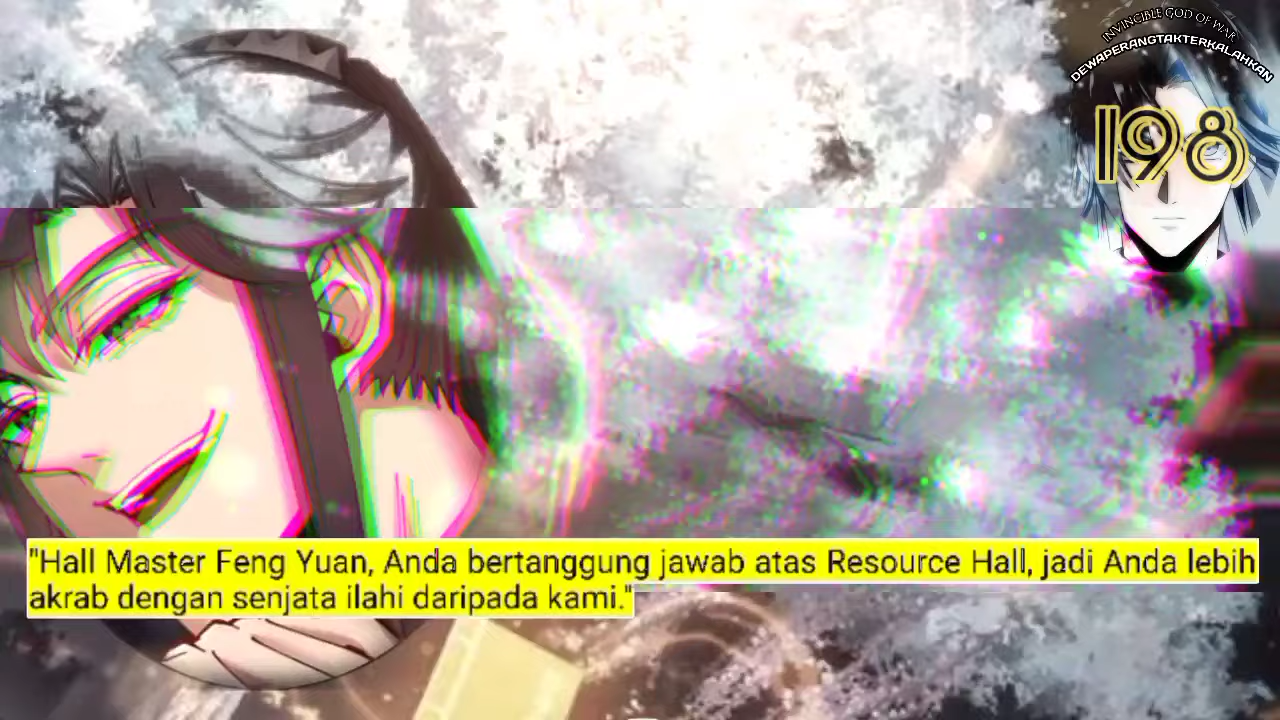 INVINCIBLE GOD OF WAR
DEWAPERANGTAKTERKALAHKAN
198
"Hall Master Feng Yuan, Anda bertanggung jawab atas Resource Hall, jadi Anda lebih
akrab dengan senjata ilahi daripada kami."